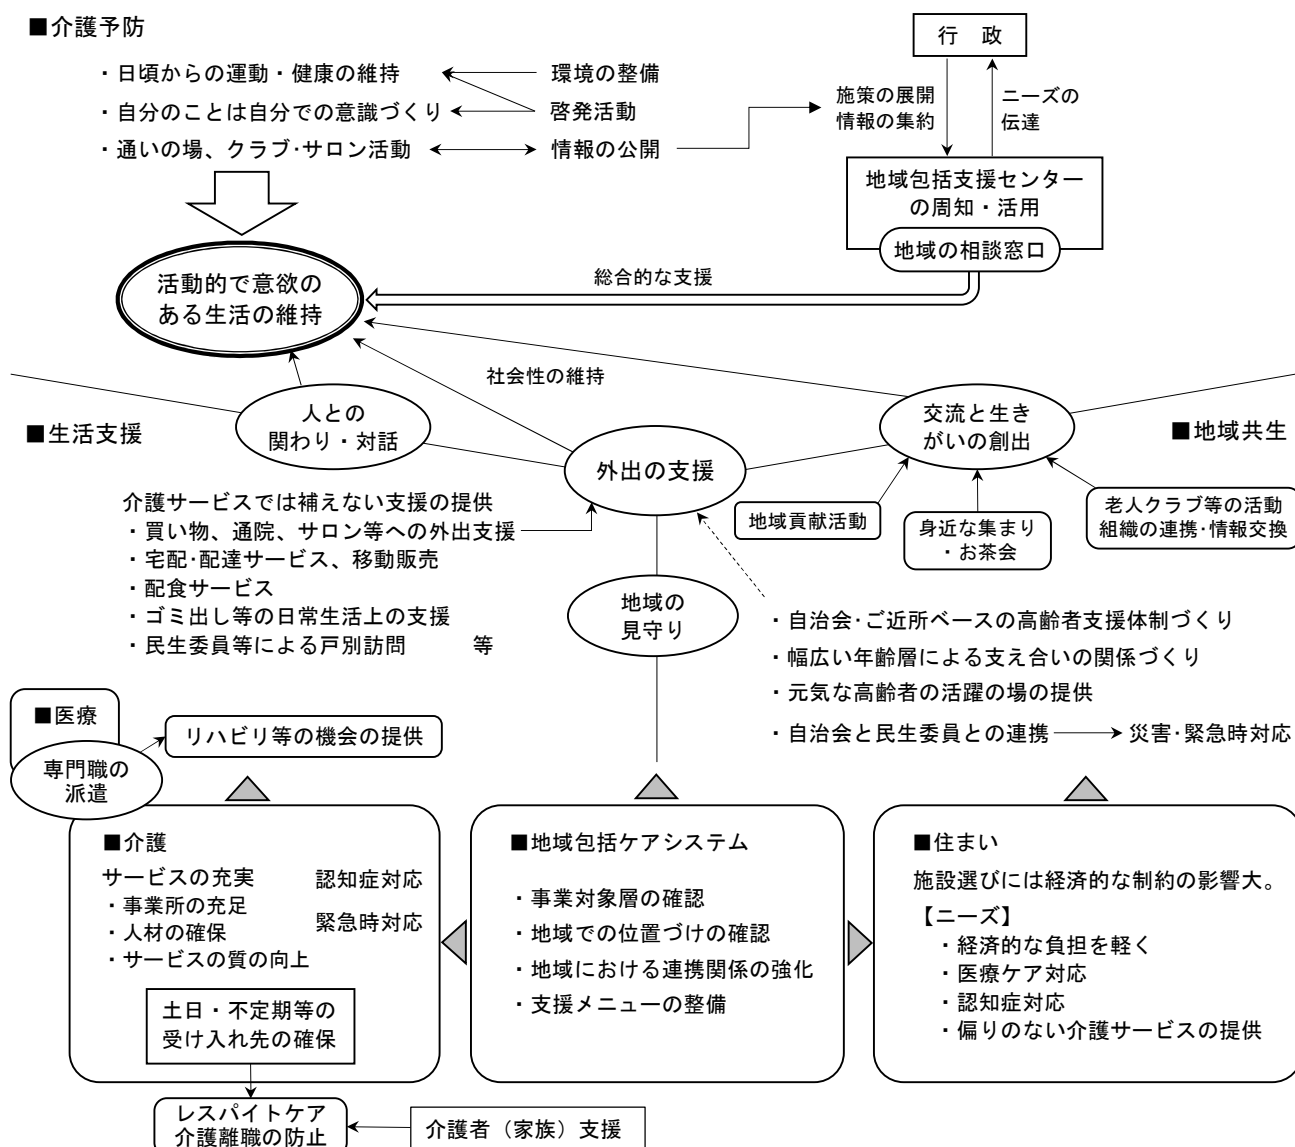 ■介護予防
・日頃からの運動・健康の維持
環境の整備
・自分のことは自分での意識づくり
啓発活動
・通いの場、クラブ・サロン活動
情報の公開
行　政
施策の展開
情報の集約
ニーズの
伝達
地域包括支援センター
の周知・活用
地域の相談窓口
総合的な支援
活動的で意欲の
ある生活の維持
社会性の維持
■生活支援
人との
関わり・対話
外出の支援
交流と生き
がいの創出
■地域共生
介護サービスでは補えない支援の提供
・買い物、通院、サロン等への外出支援
・宅配・配達サービス、移動販売
・配食サービス
・ゴミ出し等の日常生活上の支援
・民生委員等による戸別訪問　　　等
地域貢献活動
身近な集まり
・お茶会
老人クラブ等の活動
組織の連携・情報交換
地域の
見守り
・自治会・ご近所ベースの高齢者支援体制づくり
・幅広い年齢層による支え合いの関係づくり
・元気な高齢者の活躍の場の提供
・自治会と民生委員との連携
災害・緊急時対応
■医療
専門職の
派遣
リハビリ等の機会の提供
■介護
サービスの充実
・事業所の充足
・人材の確保
・サービスの質の向上
認知症対応
緊急時対応
土日・不定期等の
受け入れ先の確保
レスパイトケア
介護離職の防止
介護者（家族）支援
■地域包括ケアシステム
・事業対象層の確認
・地域での位置づけの確認
・地域における連携関係の強化
・支援メニューの整備
■住まい
施設選びには経済的な制約の影響大。
【ニーズ】
・経済的な負担を軽く
・医療ケア対応
・認知症対応
・偏りのない介護サービスの提供